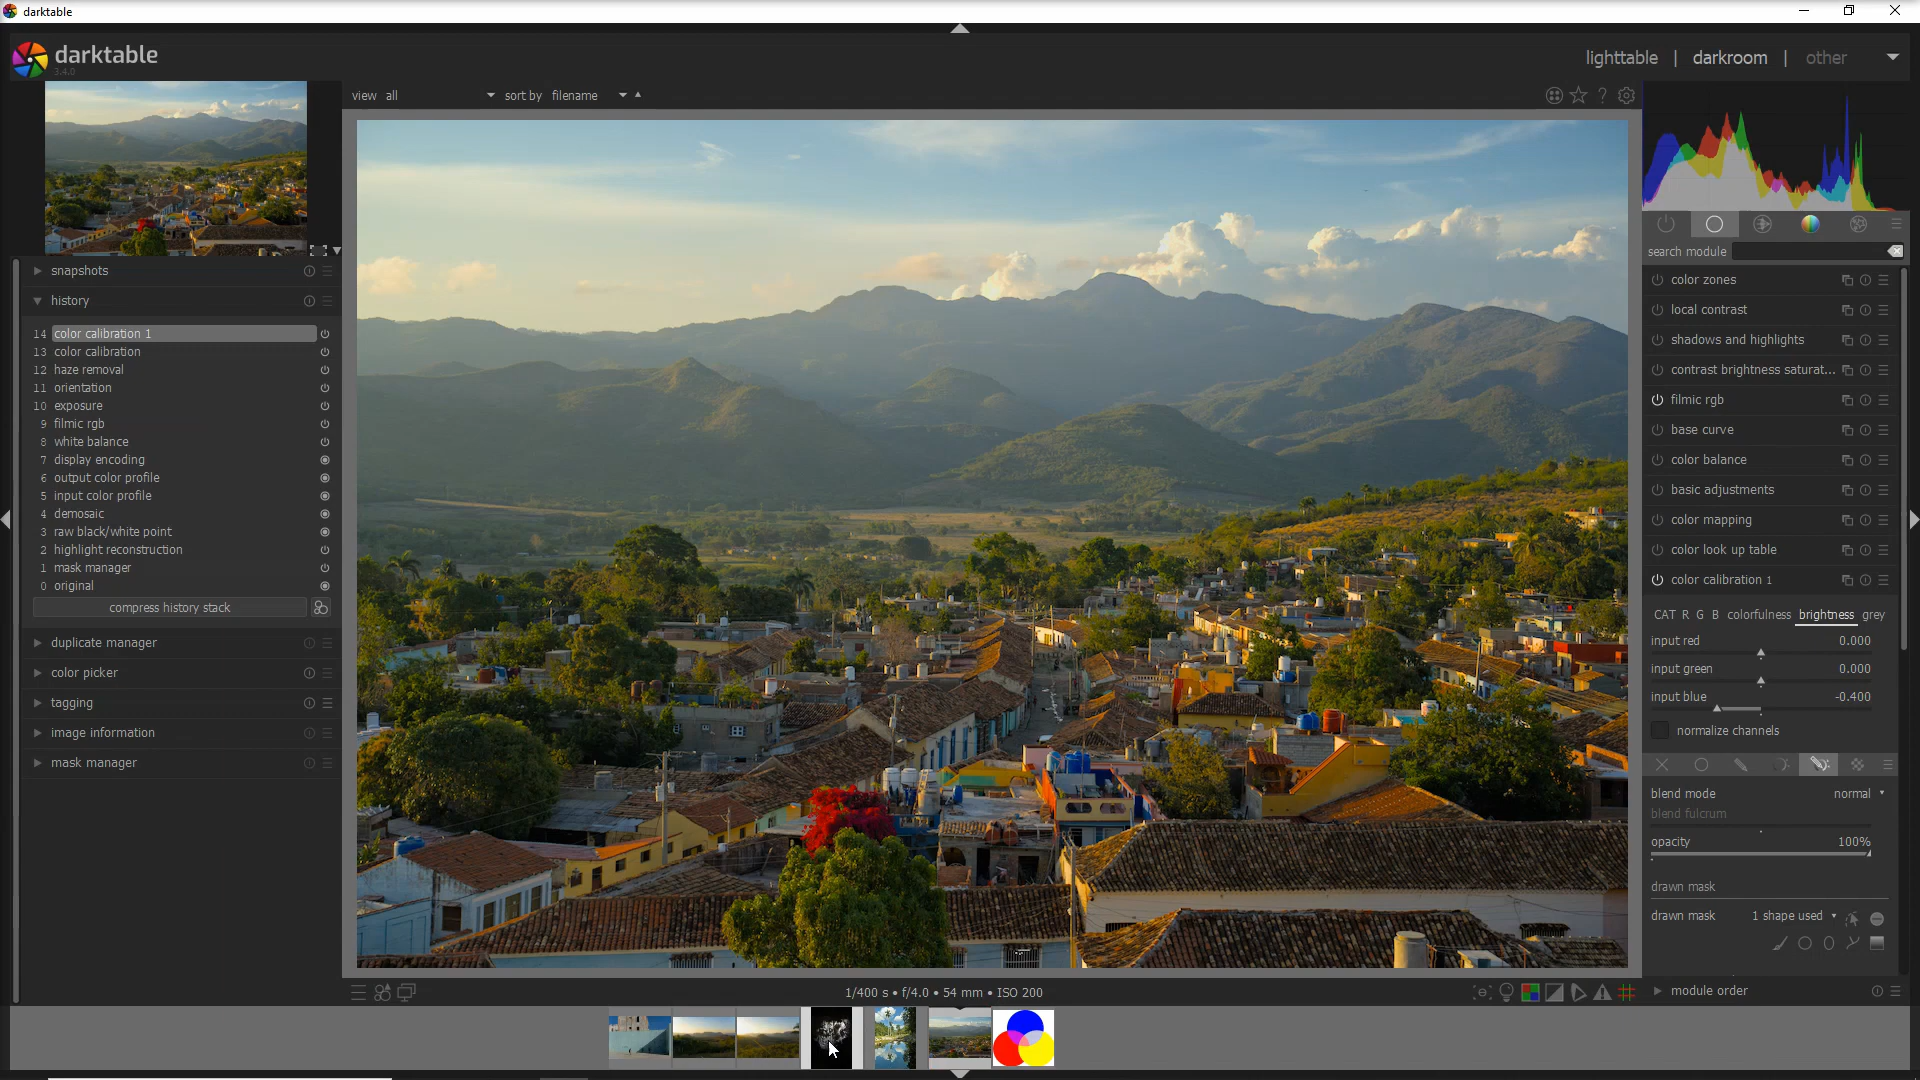 darktable
darktable
3.4.0
lighttable | darkroom | other
view all sort by filename
search module
snapshots
history
14 color calibration 1
13 color calibration
12 haze removal
11 orientation
10 exposure
9 filmic rgb
8 white balance
7 display encoding
6 output color profile
5 input color profile
4 demosaic
3 raw black/white point
2 highlight reconstruction
1 mask manager
0 original
compress history stack
duplicate manager
color picker
tagging
image information
mask manager
color zones
local contrast
shadows and highlights
contrast brightness saturat...
filmic rgb
base curve
color balance
basic adjustments
color mapping
color look up table
color calibration 1
CAT R G B colorfulness brightness grey
input red 0.000
input green 0.000
input blue -0.400
normalize channels
blend mode normal
blend fulcrum
opacity 100%
drawn mask
drawn mask 1 shape used
1/400 s • f/4.0 • 54 mm • ISO 200
module order